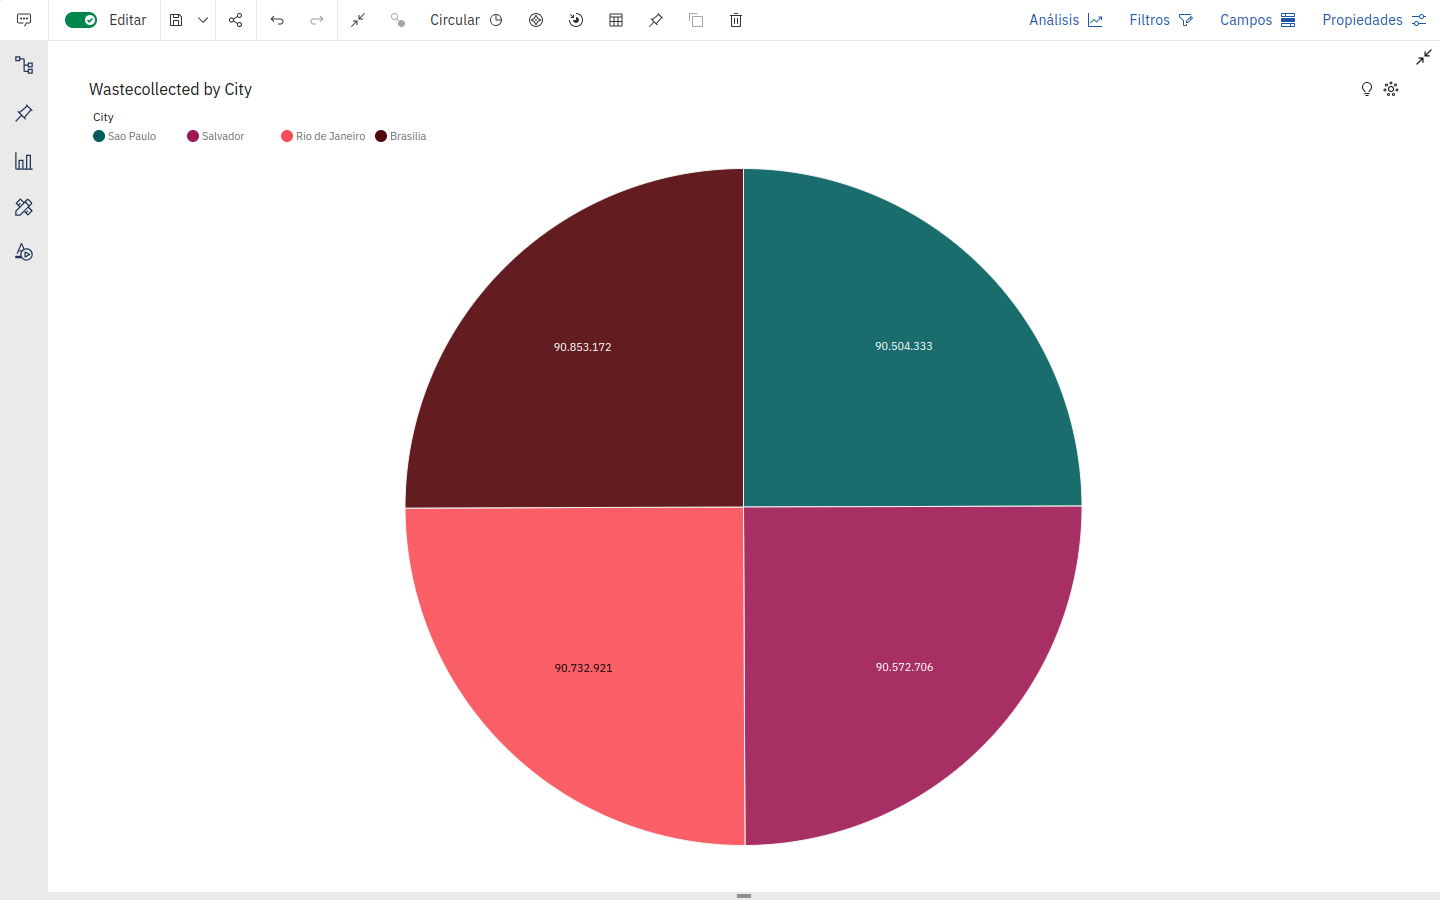 Editar Circular Análisis Filtros Campos Propiedades
Wastecollected by City
City
Sao Paulo Salvador Rio de Janeiro Brasilia
90.853.172 90.504.333
90.732.921 90.572.706